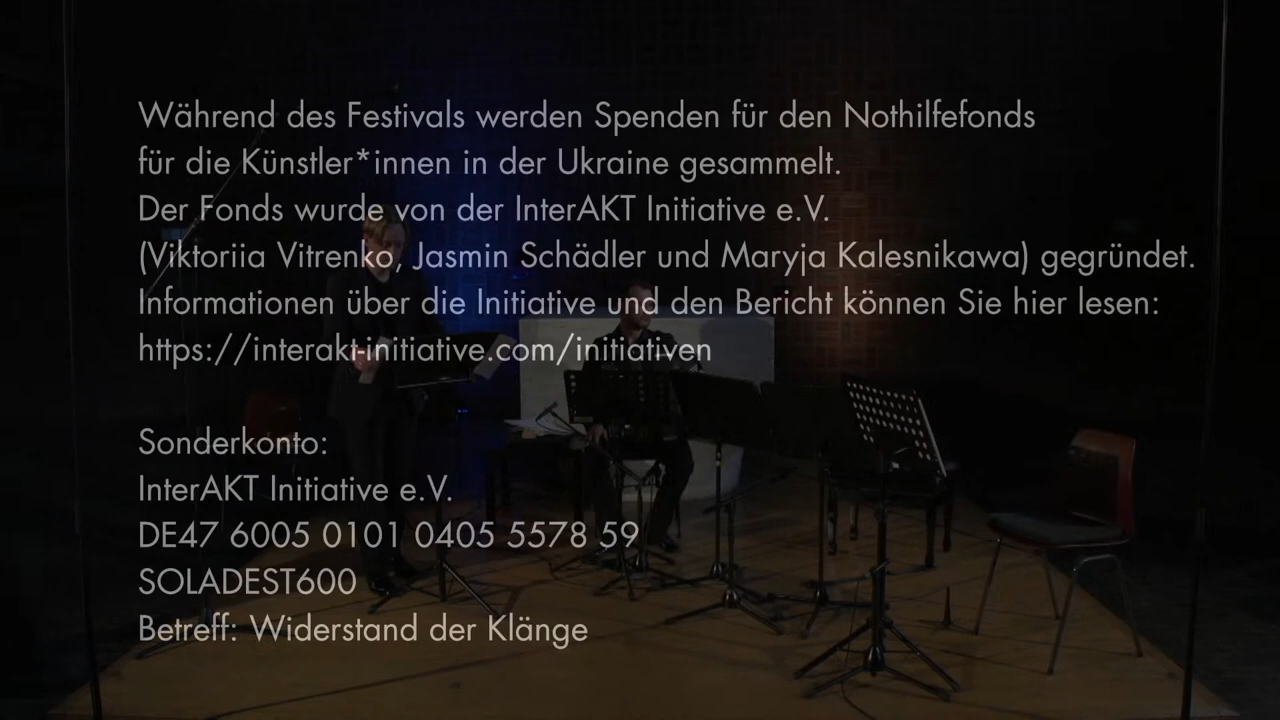 Während des Festivals werden Spenden für den Nothilfefonds
für die Künstler*innen in der Ukraine gesammelt.
Der Fonds wurde von der InterAKT Initiative e.V.
(Viktoriia Vitrenko, Jasmin Schädler und Maryja Kalesnikawa) gegründet.
Informationen über die Initiative und den Bericht können Sie hier lesen:
https://interakt-initiative.com/initiativen
Sonderkonto:
InterAKT Initiative e.V.
DE47 6005 0101 0405 5578 59
SOLADEST600
Betreff: Widerstand der Klänge